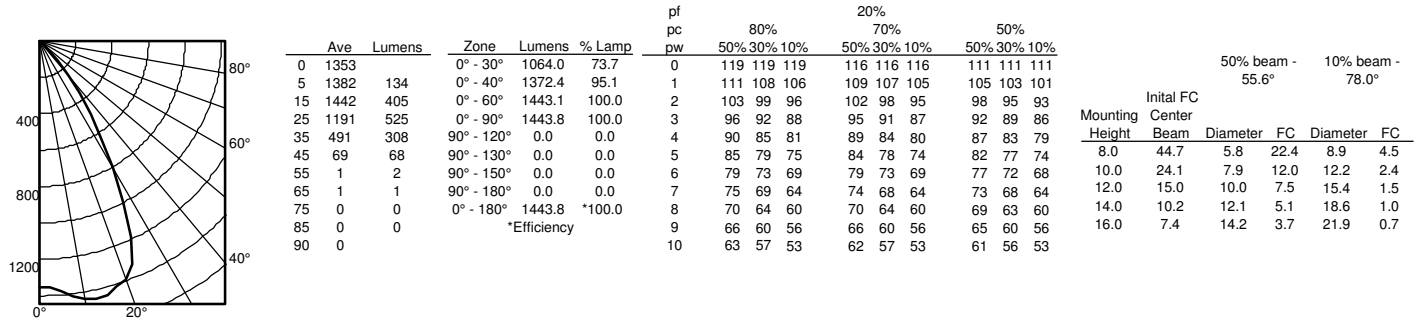 400
800
1200
0°
20°
40°
60°
80°
Ave Lumens
0 1353
5 1382 134
15 1442 405
25 1191 525
35 491 308
45 69 68
55 1 2
65 1 1
75 0 0
85 0 0
90 0
Zone Lumens % Lamp
0° - 30° 1064.0 73.7
0° - 40° 1372.4 95.1
0° - 60° 1443.1 100.0
0° - 90° 1443.8 100.0
90° - 120° 0.0 0.0
90° - 130° 0.0 0.0
90° - 150° 0.0 0.0
90° - 180° 0.0 0.0
0° - 180° 1443.8 *100.0
*Efficiency
pf 20%
pc 80% 70% 50%
pw 50% 30% 10% 50% 30% 10% 50% 30% 10%
0 119 119 119 116 116 116 111 111 111
1 111 108 106 109 107 105 105 103 101
2 103 99 96 102 98 95 98 95 93
3 96 92 88 95 91 87 92 89 86
4 90 85 81 89 84 80 87 83 79
5 85 79 75 84 78 74 82 77 74
6 79 73 69 79 73 69 77 72 68
7 75 69 64 74 68 64 73 68 64
8 70 64 60 70 64 60 69 63 60
9 66 60 56 66 60 56 65 60 56
10 63 57 53 62 57 53 61 56 53
50% beam - 10% beam -
55.6° 78.0°
Inital FC
Mounting Center
Height Beam Diameter FC Diameter FC
8.0 44.7 5.8 22.4 8.9 4.5
10.0 24.1 7.9 12.0 12.2 2.4
12.0 15.0 10.0 7.5 15.4 1.5
14.0 10.2 12.1 5.1 18.6 1.0
16.0 7.4 14.2 3.7 21.9 0.7